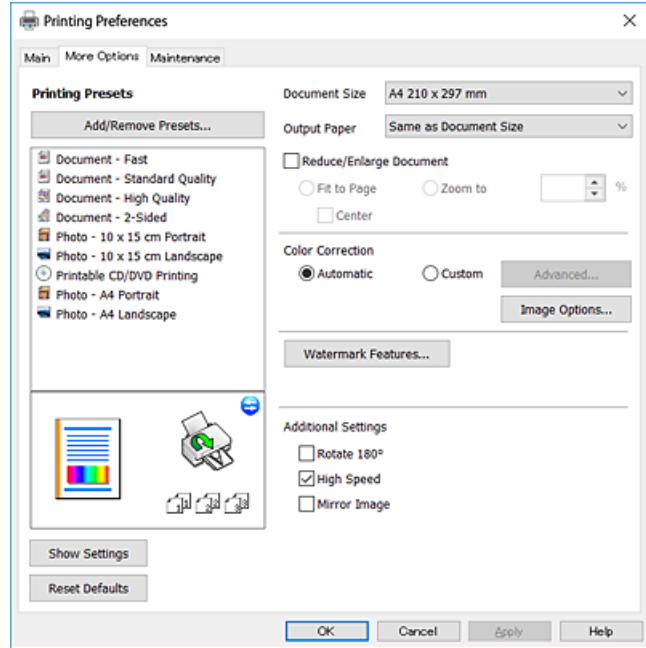 Printing Preferences
Main More Options Maintenance
Printing Presets
Add/Remove Presets...
Document - Fast
Document - Standard Quality
Document - High Quality
Document - 2-Sided
Photo - 10 x 15 cm Portrait
Photo - 10 x 15 cm Landscape
Printable CD/DVD Printing
Photo - A4 Portrait
Photo - A4 Landscape
Show Settings
Reset Defaults
Document Size A4 210 x 297 mm
Output Paper Same as Document Size
Reduce/Enlarge Document
Fit to Page Zoom to %
Center
Color Correction
Automatic Custom Advanced...
Image Options...
Watermark Features...
Additional Settings
Rotate 180°
High Speed
Mirror Image
OK Cancel Apply Help